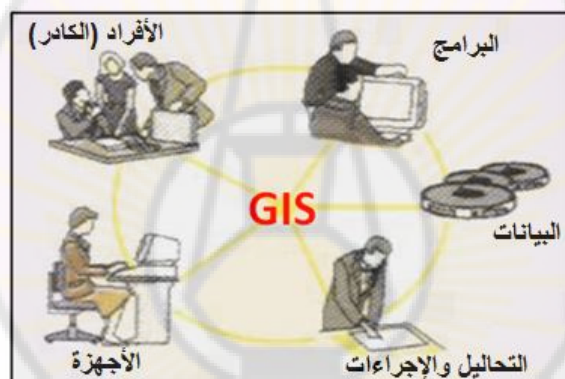 الأفراد (الكادر)
البرامج
GIS
البيانات
الأجهزة
التحاليل والإجراءات